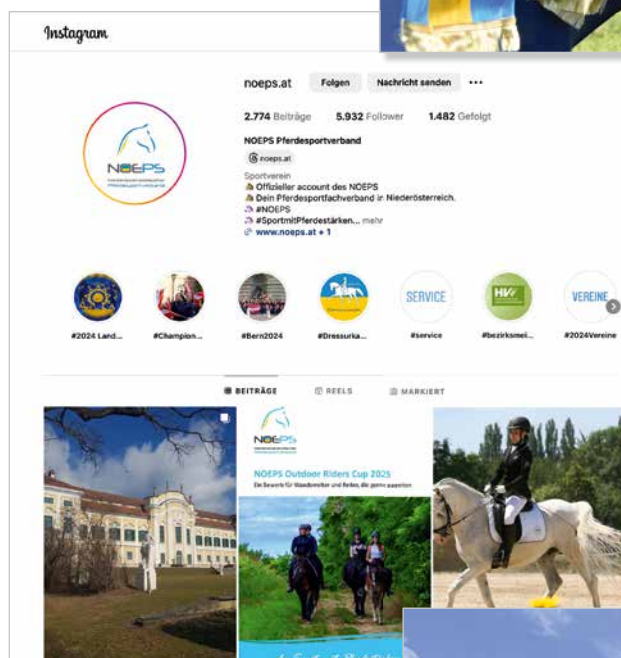 Instagram
noeps.at Folgen Nachricht senden
2.774 Beiträge 5.932 Follower 1.482 Gefolgt
NOEPS Pferdesportverband
noeps.at
Sportverein
Offizieller account des NOEPS
Dein Pferdesportfachverband in Niederösterreich.
#NOEPS
#SportmitPferdestärken... mehr
www.noeps.at + 1
NOEPS
Pferdesportverband
SERVICE
HV
VEREINE
#2024 Land...
#Champion...
#Bern2024
#Dressurka...
#service
#bezirksmei...
#2024Vereine
BEITRÄGE
REELS
MARKIERT
NOEPS
NOEPS Outdoor Riders Cup 2025
Ein Bewerb für Wanderreiter und Reiter, die gerne ausreiten